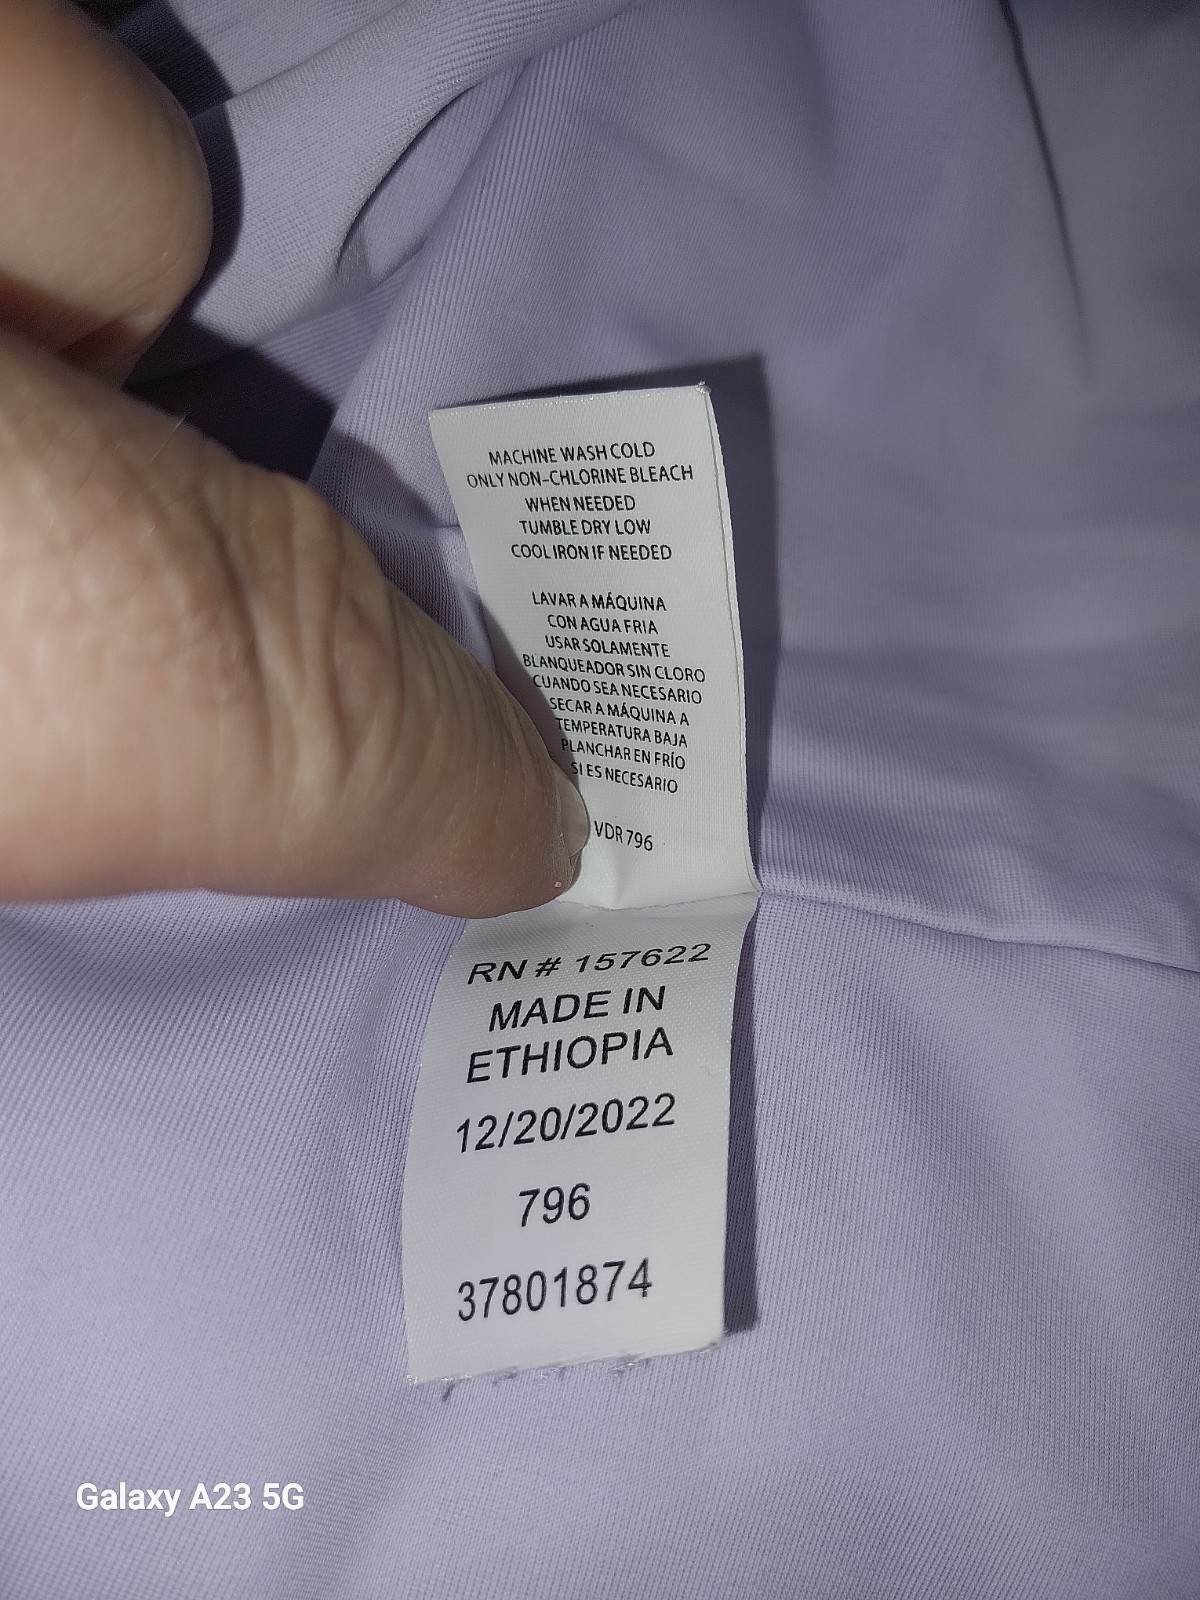 MACHINE WASH COLD
ONLY NON-CHLORINE BLEACH
WHEN NEEDED
TUMBLE DRY LOW
COOL IRON IF NEEDED
LAVAR A MÁQUINA
CON AGUA FRIA
USAR SOLAMENTE
BLANQUEADOR SIN CLORO
CUANDO SEA NECESARIO
SECAR A MÁQUINA A
TEMPERATURA BAJA
PLANCHAR EN FRÍO
SI ES NECESARIO
VDR 796
RN # 157622
MADE IN
ETHIOPIA
12/20/2022
796
37801874
Galaxy A23 5G